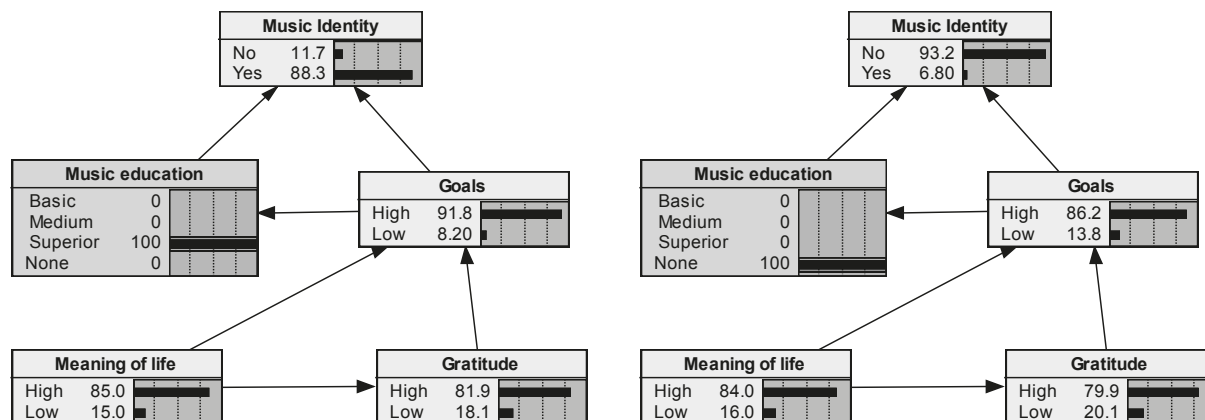 Music Identity
No 11.7
Yes 88.3
Music education
Basic 0
Medium 0
Superior 100
None 0
Goals
High 91.8
Low 8.20
Meaning of life
High 85.0
Low 15.0
Gratitude
High 81.9
Low 18.1
Music Identity
No 93.2
Yes 6.80
Music education
Basic 0
Medium 0
Superior 0
None 100
Goals
High 86.2
Low 13.8
Meaning of life
High 84.0
Low 16.0
Gratitude
High 79.9
Low 20.1